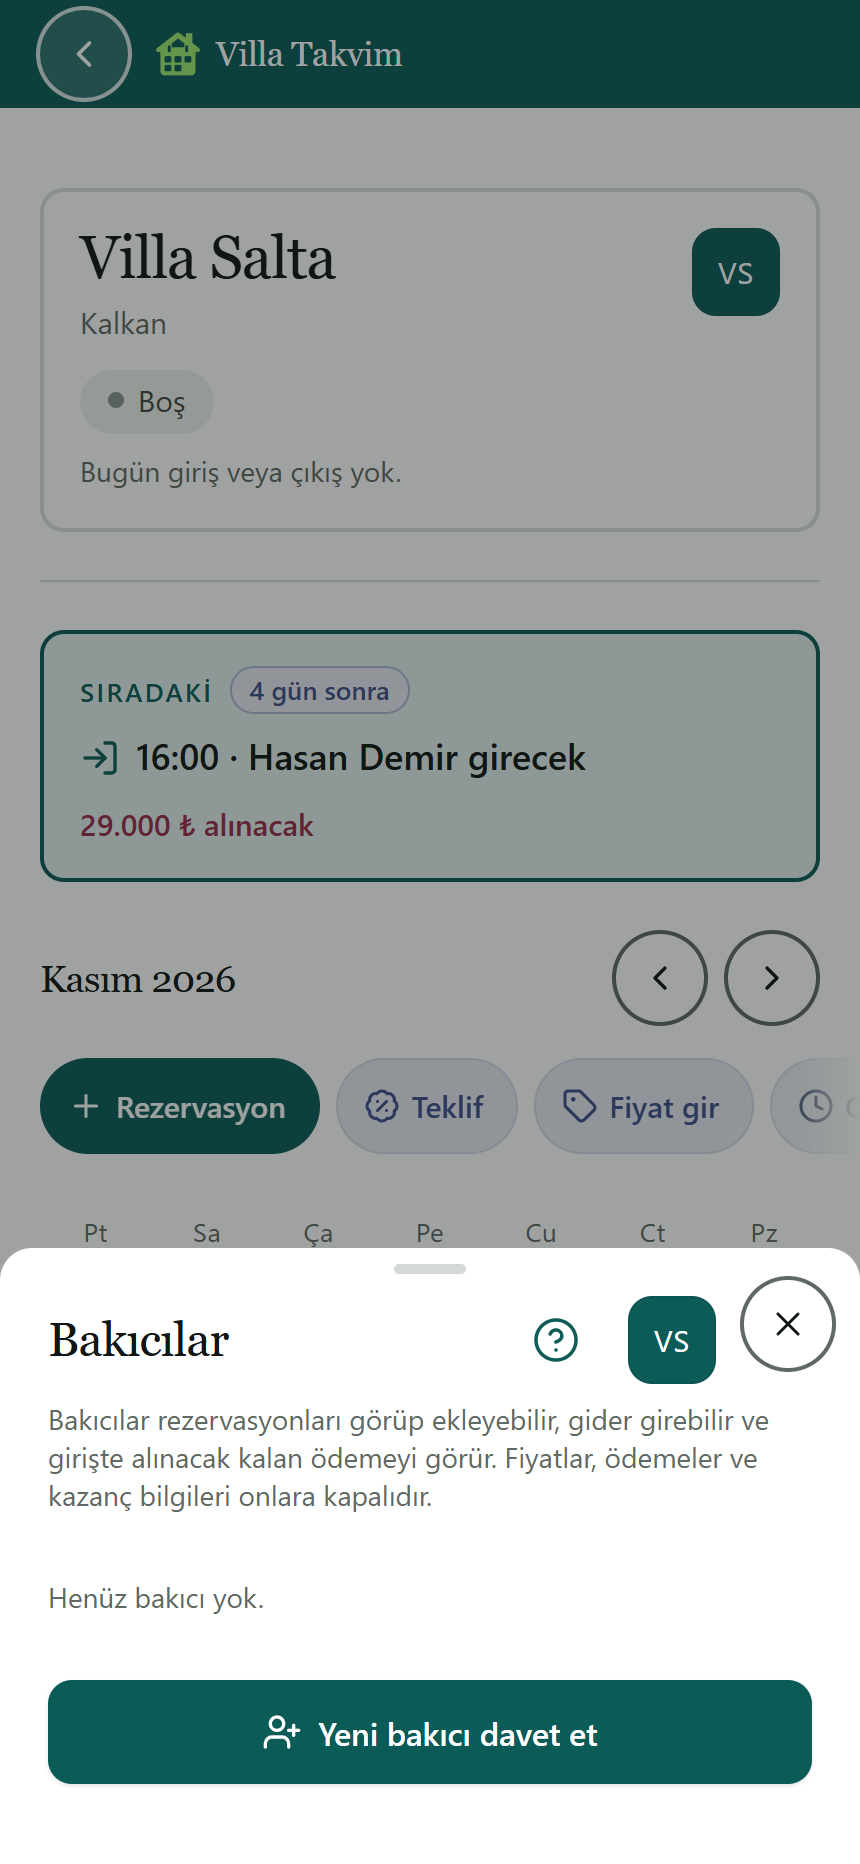 Villa Takvim
Villa Salta
VS
Kalkan
Boş
Bugün giriş veya çıkış yok.
SIRADAKİ
4 gün sonra
16:00 · Hasan Demir girecek
29.000 ₺ alınacak
Kasım 2026
Rezervasyon
Teklif
Fiyat gir
Pt Sa Ça Pe Cu Ct Pz
Bakıcılar
VS
Bakıcılar rezervasyonları görüp ekleyebilir, gider girebilir ve
girişte alınacak kalan ödemeyi görür. Fiyatlar, ödemeler ve
kazanç bilgileri onlara kapalıdır.
Henüz bakıcı yok.
Yeni bakıcı davet et